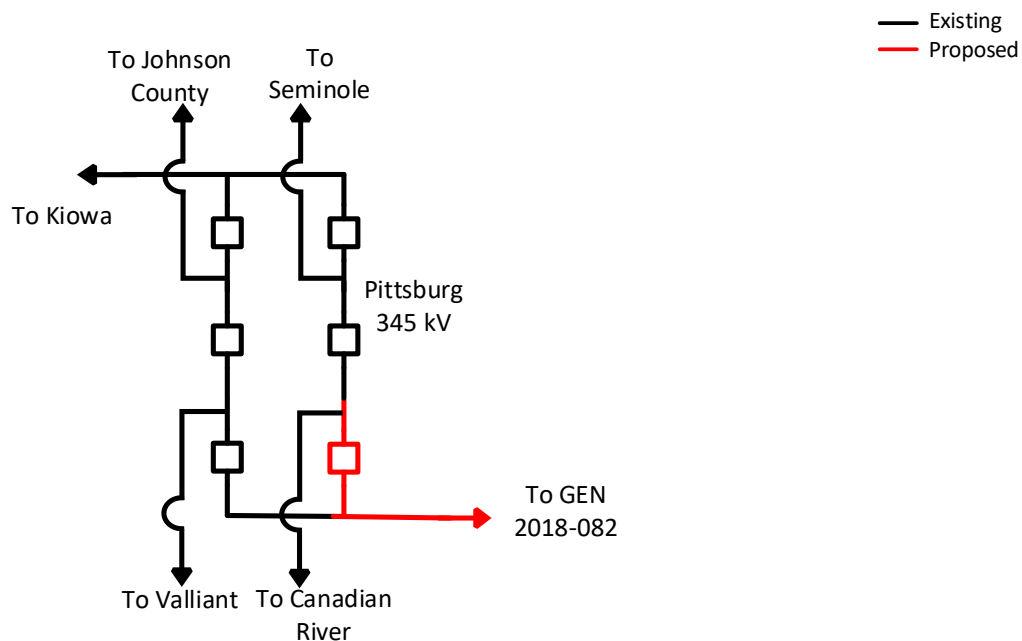 Existing
Proposed
To Johnson
County
To
Seminole
To Kiowa
Pittsburg
345 kV
To GEN
2018-082
To Valliant
To Canadian
River